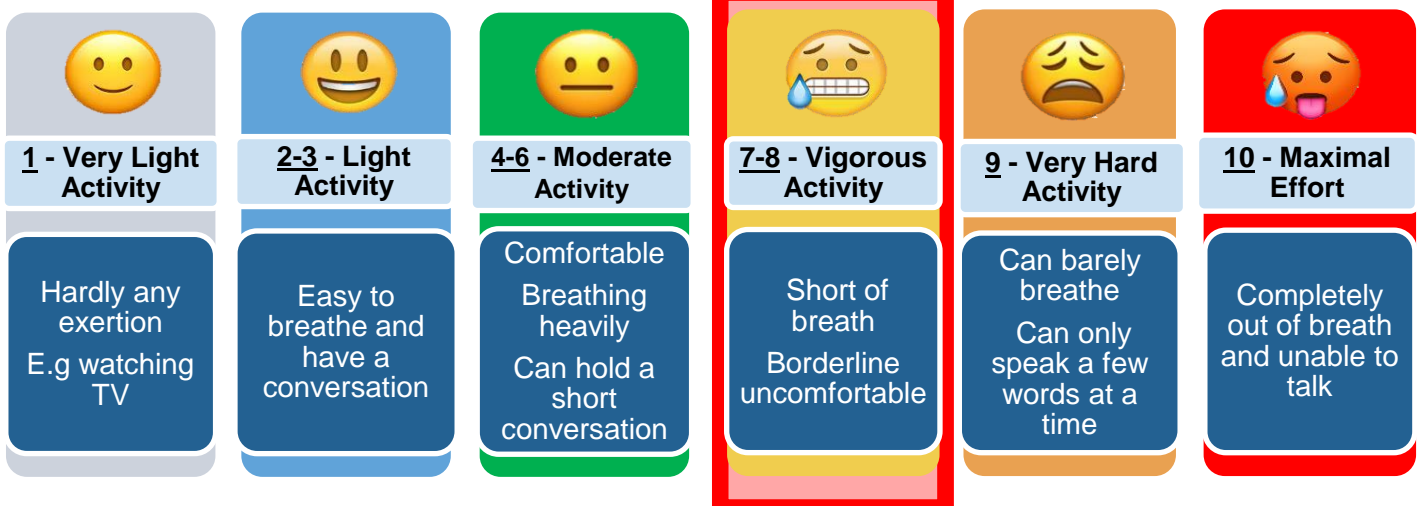 1 - Very Light
Activity
Hardly any
exertion
E.g watching
TV
2-3 - Light
Activity
Easy to
breathe and
have a
conversation
4-6 - Moderate
Activity
Comfortable
Breathing
heavily
Can hold a
short
conversation
7-8 - Vigorous
Activity
Short of
breath
Borderline
uncomfortable
9 - Very Hard
Activity
Can barely
breathe
Can only
speak a few
words at a
time
10 - Maximal
Effort
Completely
out of breath
and unable to
talk